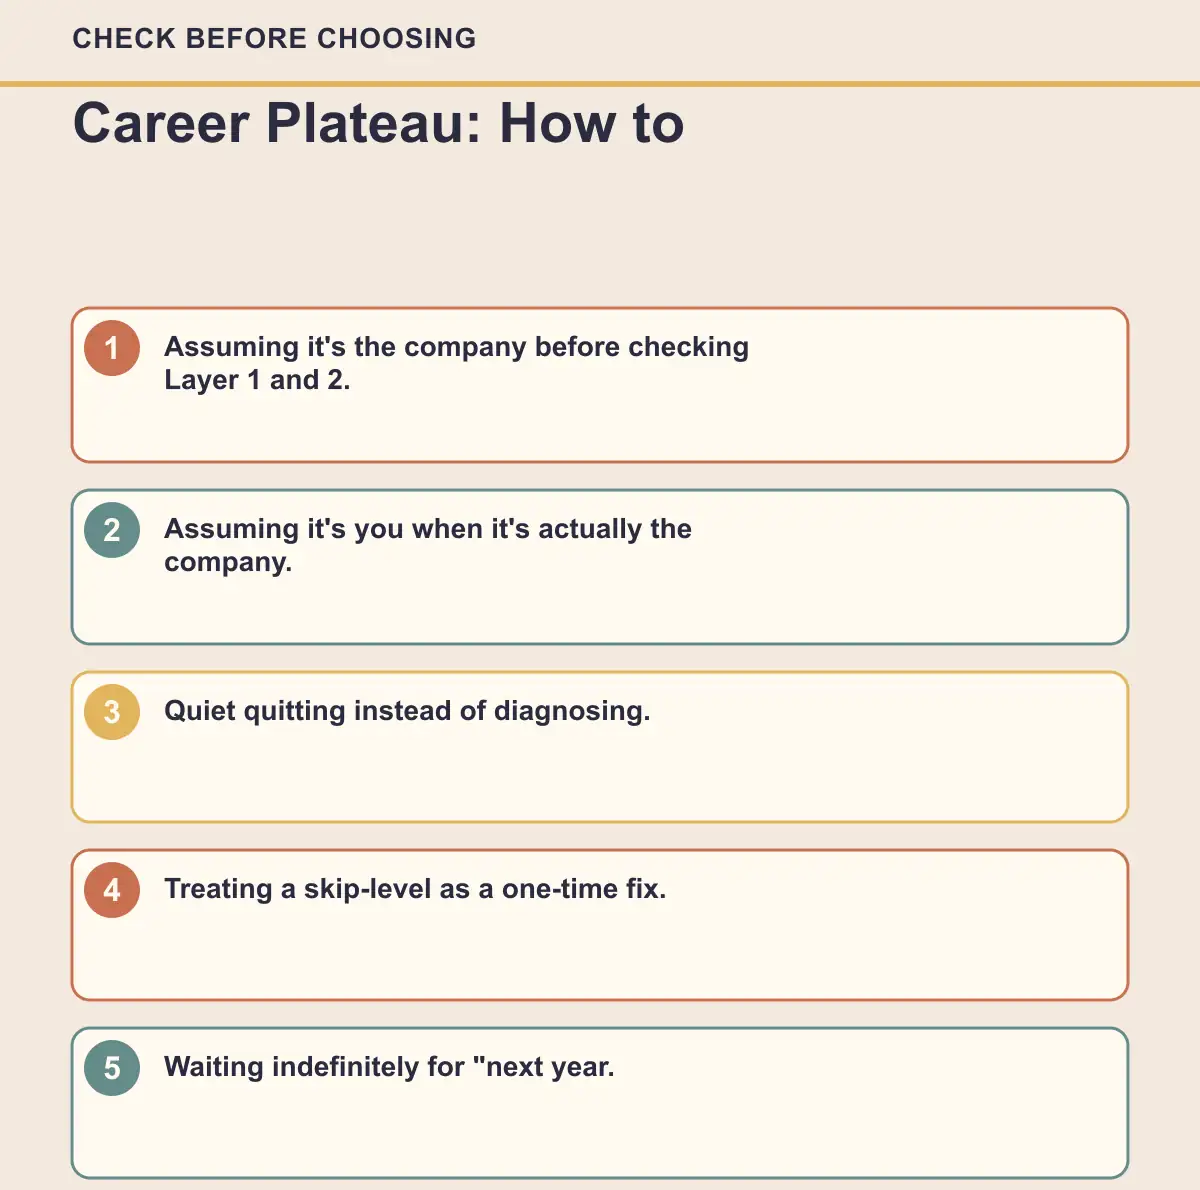 CHECK BEFORE CHOOSING
Career Plateau: How to
1
Assuming it's the company before checking
Layer 1 and 2.
2
Assuming it's you when it's actually the
company.
3
Quiet quitting instead of diagnosing.
4
Treating a skip-level as a one-time fix.
5
Waiting indefinitely for "next year.